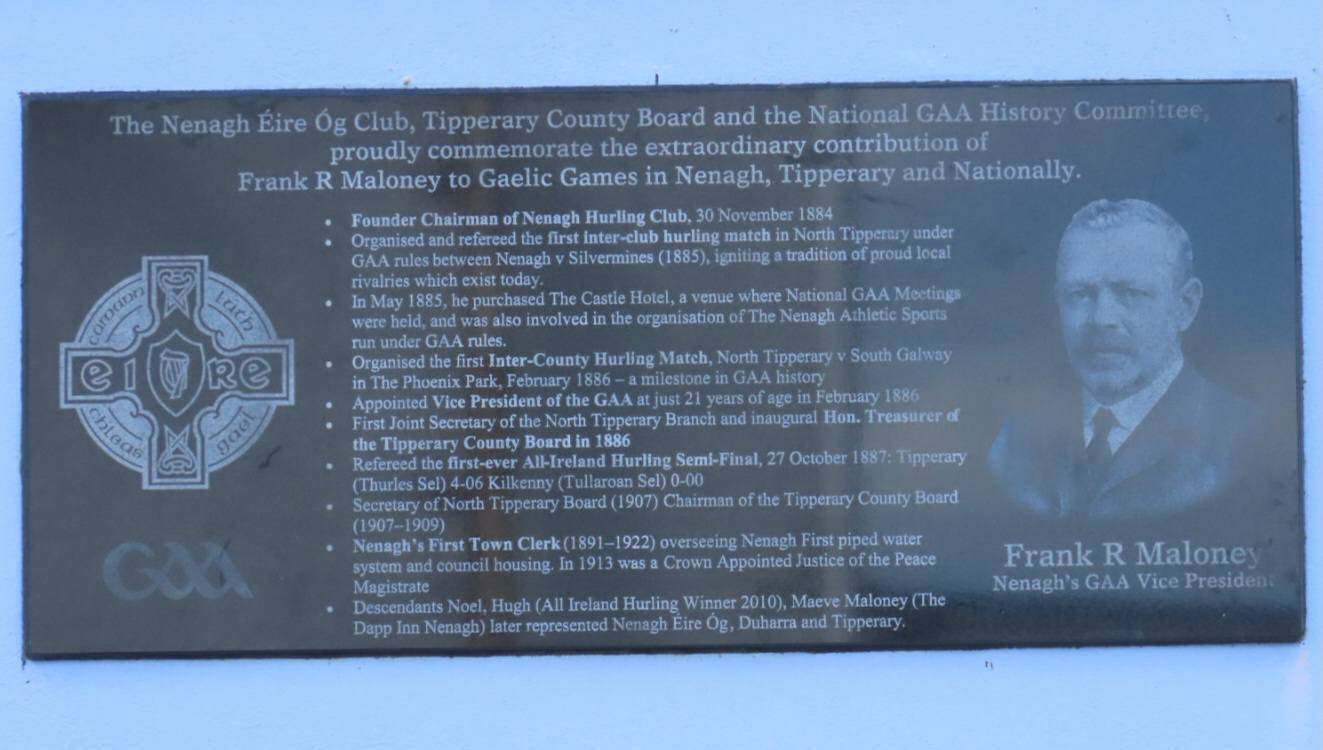 The Nenagh Éire Óg Club, Tipperary County Board and the National GAA History Committee,
proudly commemorate the extraordinary contribution of
Frank R Maloney to Gaelic Games in Nenagh, Tipperary and Nationally.
• Founder Chairman of Nenagh Hurling Club, 30 November 1884
• Organised and refereed the first inter-club hurling match in North Tipperary under
GAA rules between Nenagh v Silvermines (1885), igniting a tradition of proud local
rivalries which exist today.
• In May 1885, he purchased The Castle Hotel, a venue where National GAA Meetings
were held, and was also involved in the organisation of The Nenagh Athletic Sports
run under GAA rules.
• Organised the first Inter-County Hurling Match, North Tipperary v South Galway
in The Phoenix Park, February 1886 – a milestone in GAA history
• Appointed Vice President of the GAA at just 21 years of age in February 1886
• First Joint Secretary of the North Tipperary Branch and inaugural Hon. Treasurer of
the Tipperary County Board in 1886
• Refereed the first-ever All-Ireland Hurling Semi-Final, 27 October 1887: Tipperary
(Thurles Sel) 4-06 Kilkenny (Tullaroan Sel) 0-00
• Secretary of North Tipperary Board (1907) Chairman of the Tipperary County Board
(1907–1909)
• Nenagh's First Town Clerk (1891–1922) overseeing Nenagh First piped water
system and council housing. In 1913 was a Crown Appointed Justice of the Peace
Magistrate
• Descendants Noel, Hugh (All Ireland Hurling Winner 2010), Maeve Maloney (The
Dapp Inn Nenagh) later represented Nenagh Éire Óg, Duharra and Tipperary.
camann lúth
eire
chleas gael
GAA
Frank R Maloney
Nenagh's GAA Vice President